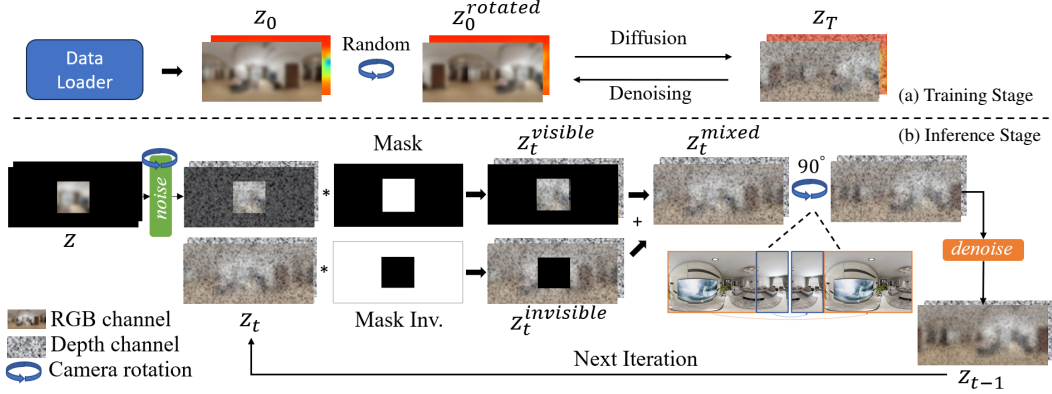 Data
Loader
z_0
Random
z_0^{rotated}
Diffusion
Denoising
z_T
(a) Training Stage
(b) Inference Stage
Mask
z_t^{visible}
z_t^{mixed}
90°
noise
*
+
z
*
denoise
z_t
Mask Inv.
z_t^{invisible}
RGB channel
Depth channel
Camera rotation
Next Iteration
z_{t-1}